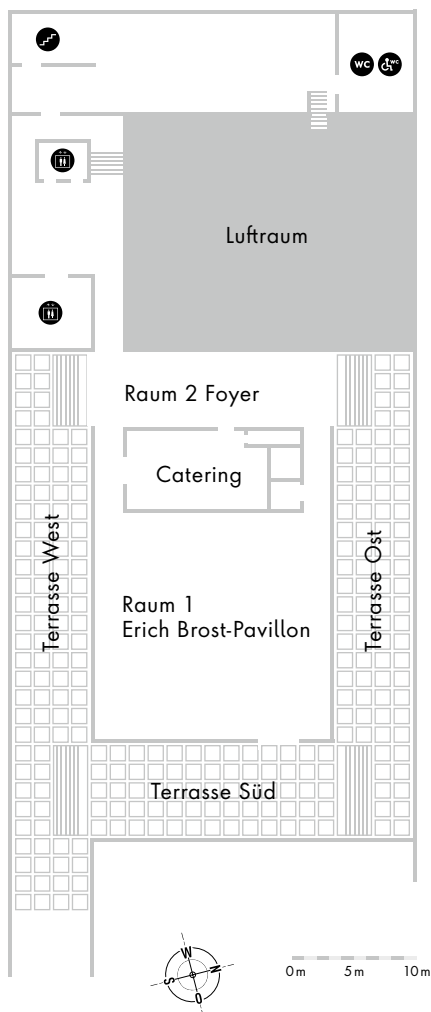 WC
WC
Luftraum
Raum 2 Foyer
Catering
Terrasse West
Terrasse Ost
Raum 1
Erich Brost-Pavillon
Terrasse Süd
W
N
S
O
0 m
5 m
10 m